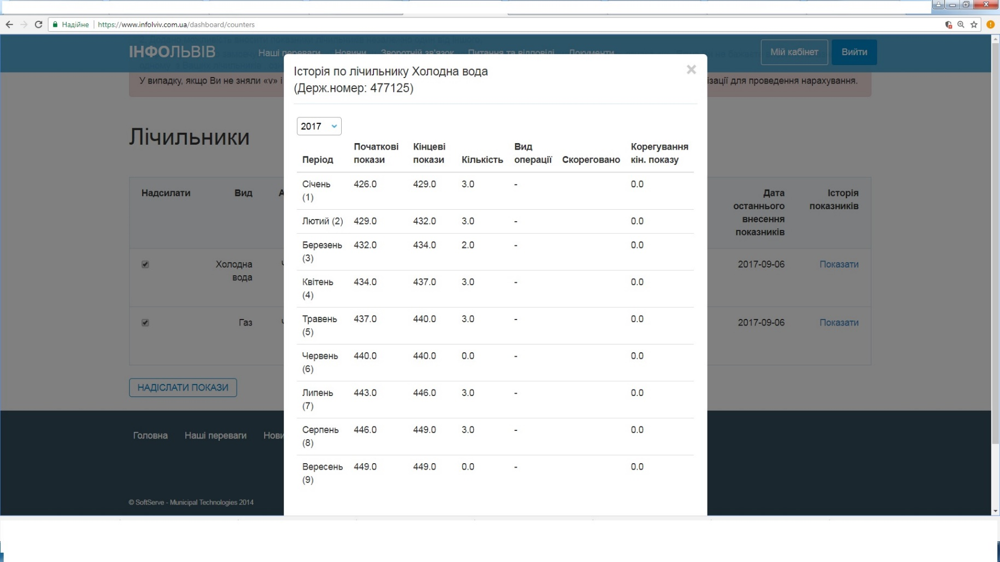 Надійне https://www.infolviv.com.ua/dashboard/counters
ІНФОЛЬВІВ Наші переваги Новини Зворотній зв'язок Питання та відповіді Документи Мій кабінет Вийти
У випадку, якщо Ви не зняли «v» і
ізації для проведення нарахування.
Лічильники
Надсилати Вид
Дата останнього внесення показників
Історія показників
Холодна вода 2017-09-06 Показати
Газ 2017-09-06 Показати
НАДІСЛАТИ ПОКАЗИ
Історія по лічильнику Холодна вода
(Держ.номер: 477125)
2017
Період Початкові покази Кінцеві покази Кількість Вид операції Скореговано Корегування кін. показу
Січень (1) 426.0 429.0 3.0 - 0.0
Лютий (2) 429.0 432.0 3.0 - 0.0
Березень (3) 432.0 434.0 2.0 - 0.0
Квітень (4) 434.0 437.0 3.0 - 0.0
Травень (5) 437.0 440.0 3.0 - 0.0
Червень (6) 440.0 440.0 0.0 - 0.0
Липень (7) 443.0 446.0 3.0 - 0.0
Серпень (8) 446.0 449.0 3.0 - 0.0
Вересень (9) 449.0 449.0 0.0 - 0.0
Головна Наші переваги Нови
© SoftServe - Municipal Technologies 2014